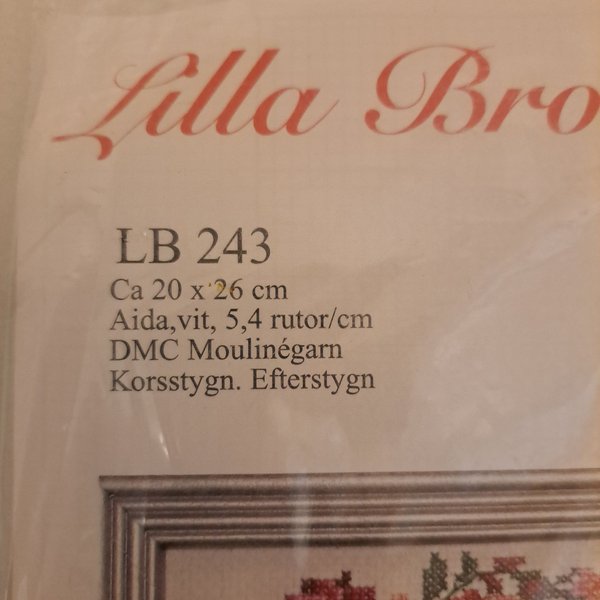 Lilla Bro
LB 243
Ca 20 x 26 cm
Aida,vit, 5,4 rutor/cm
DMC Moulinégarn
Korsstygn. Efterstygn